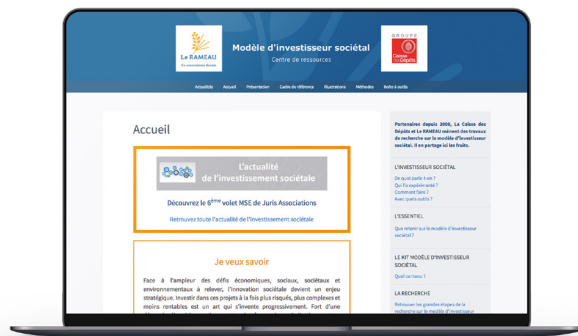 Le RAMEAU
Modèle d'investisseur sociétal
Centre de ressources
GROUPE
Caisse
des Dépôts
Actualités Accueil Présentation Cadre de référence Illustrations Méthodes Boîte à outils
Accueil
L'actualité
de l'investissement sociétale
Découvrez le 6ème volet MSE de Juris Associations
Retrouvez toute l'actualité de l'investissement sociétale
Je veux savoir
Face à l'ampleur des défis économiques, sociaux, sociétaux et
environnementaux à relever, l'innovation sociétale devient un enjeu
stratégique. Investir dans ces projets à la fois plus risqués, plus complexes et
moins rentables est un art qui s'invente progressivement. Fort d'une
Partenaires depuis 2008, La Caisse des
Dépôts et Le RAMEAU mènent des travaux
de recherche sur le modèle d'investisseur
sociétal. Il en partage ici les fruits.
L'INVESTISSEUR SOCIÉTAL
De quoi parle t-on ?
Qui l'a expérimenté ?
Comment faire ?
Avec quels outils ?
L'ESSENTIEL
Que retenir sur le modèle d'investisseur
sociétal ?
LE KIT MODÈLE D'INVESTISSEUR
SOCIÉTAL
Quel contenu ?
LA RECHERCHE
Retrouver les grandes étapes de la
recherche sur le modèle d'investisseur